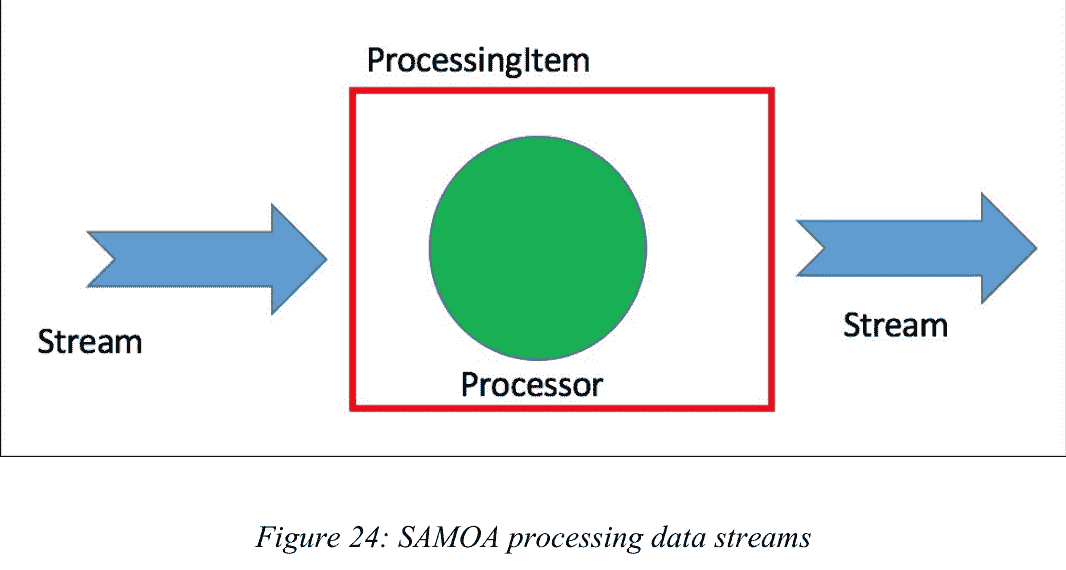 ProcessingItem
Stream
Stream
Processor
Figure 24: SAMOA processing data streams